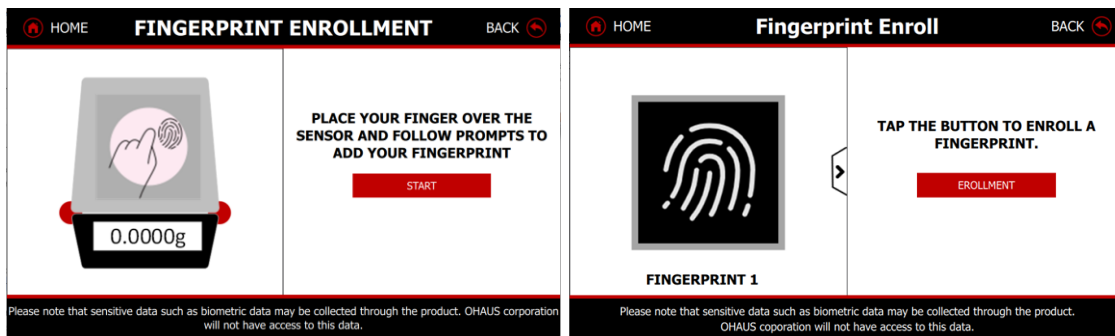 HOME FINGERPRINT ENROLLMENT BACK
PLACE YOUR FINGER OVER THE
SENSOR AND FOLLOW PROMPTS TO
ADD YOUR FINGERPRINT
START
0.0000g
Please note that sensitive data such as biometric data may be collected through the product. OHAUS corporation
will not have access to this data.
HOME Fingerprint Enroll BACK
TAP THE BUTTON TO ENROLL A
FINGERPRINT.
EROLLMENT
FINGERPRINT 1
Please note that sensitive data such as biometric data may be collected through the product.
OHAUS coporation will not have access to this data.